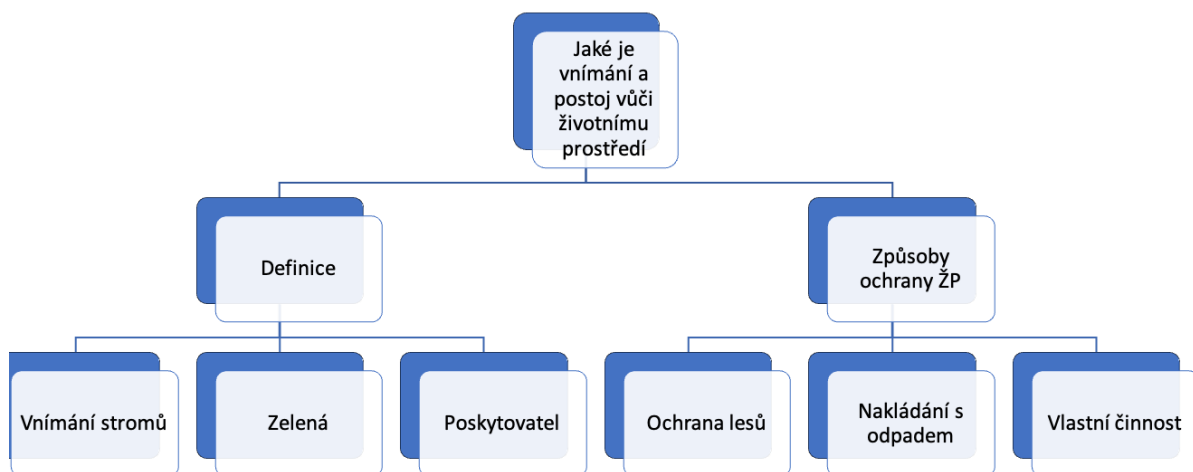 Jaké je
vnímání a
postoj vůči
životnímu
prostředí
Definice
Způsoby
ochrany ŽP
Vnímání stromů
Zelená
Poskytovatel
Ochrana lesů
Nakládání s
odpadem
Vlastní činnost